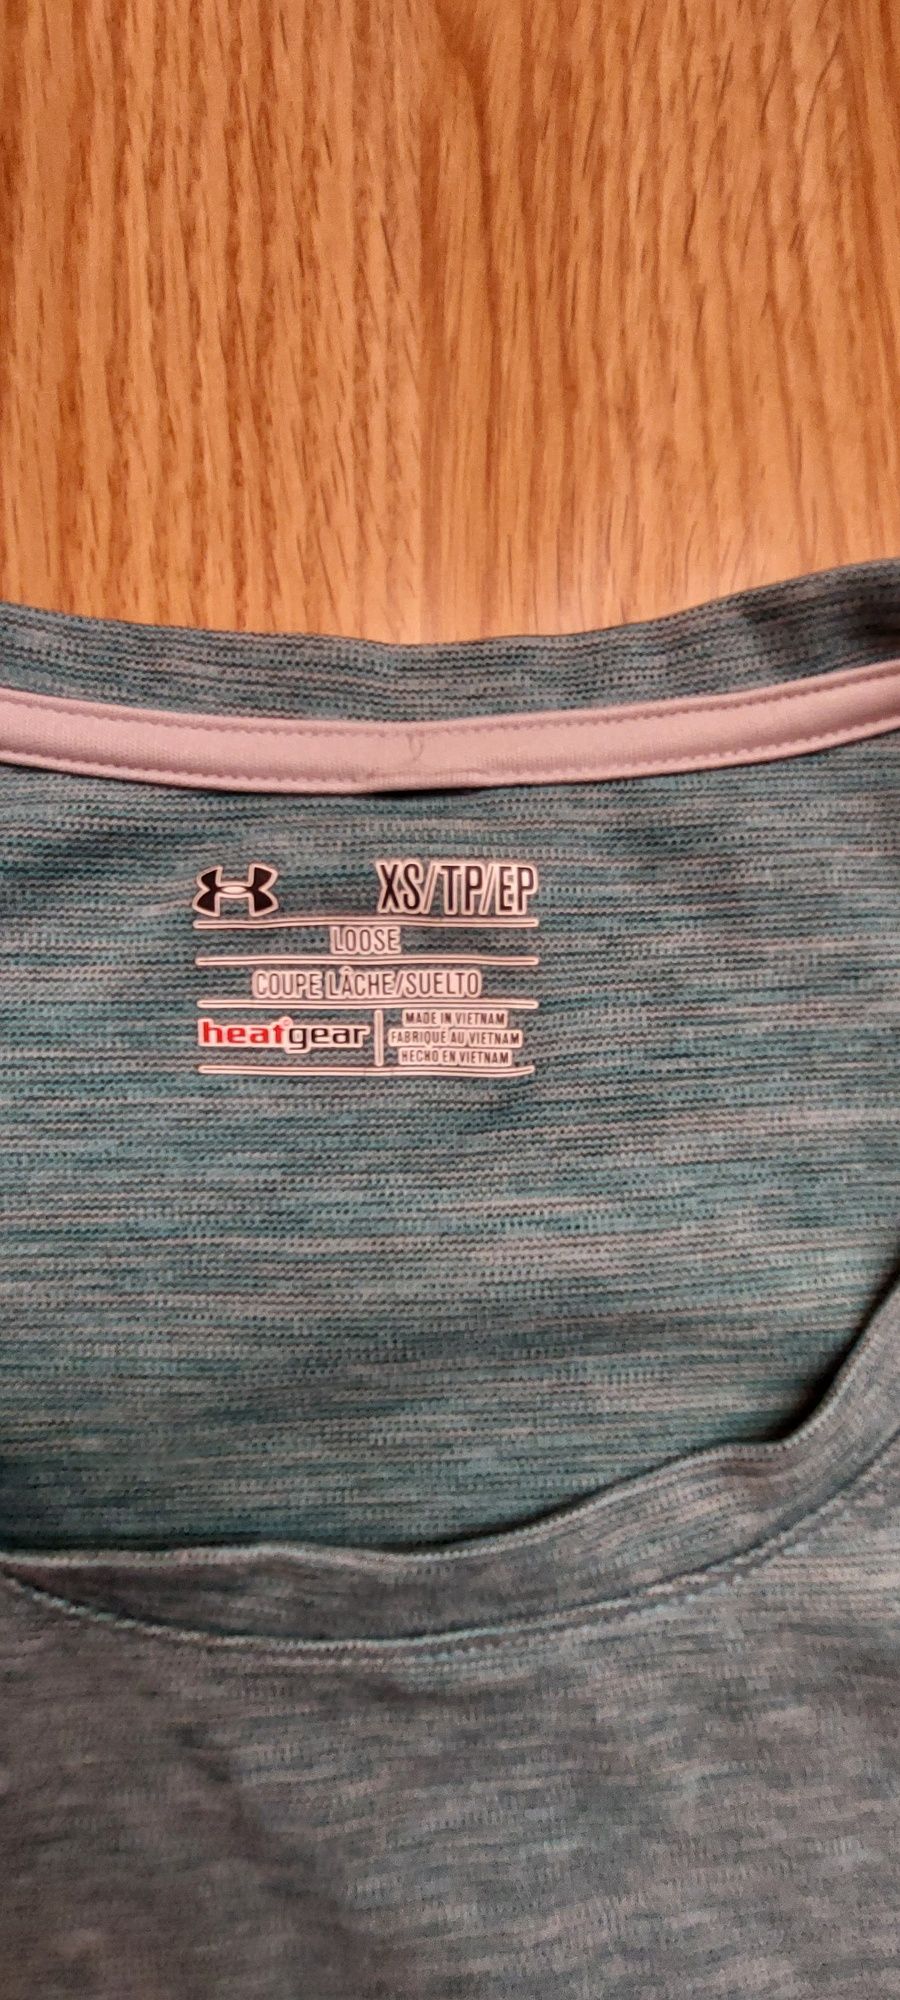 XS/TP/EP
LOOSE
COUPE LÂCHE/SUELTO
heatgear
MADE IN VIETNAM
FABRIQUÉ AU VIETNAM
HECHO EN VIETNAM